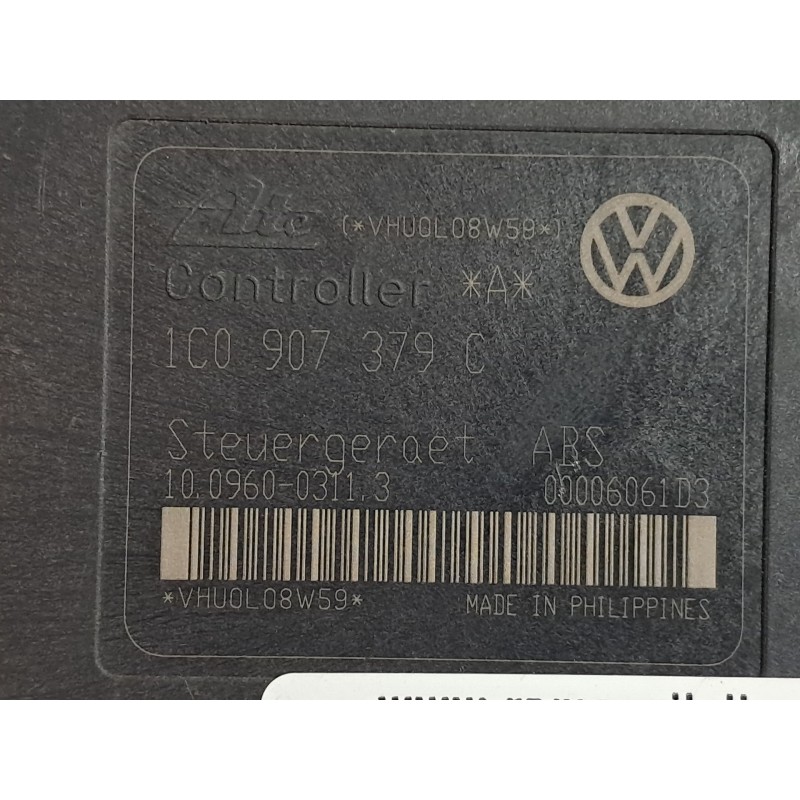 Ate (*VHU0L08W59*)
Controller *A*
1C0 907 379 C
Steuergeraet ABS
10.0960-0311.3 00006061D3
*VHU0L08W59* MADE IN PHILIPPINES